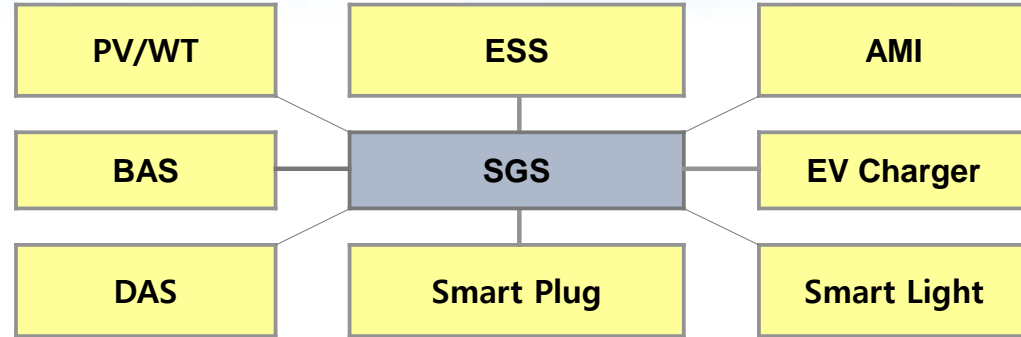 PV/WT
ESS
AMI
BAS
SGS
EV Charger
DAS
Smart Plug
Smart Light